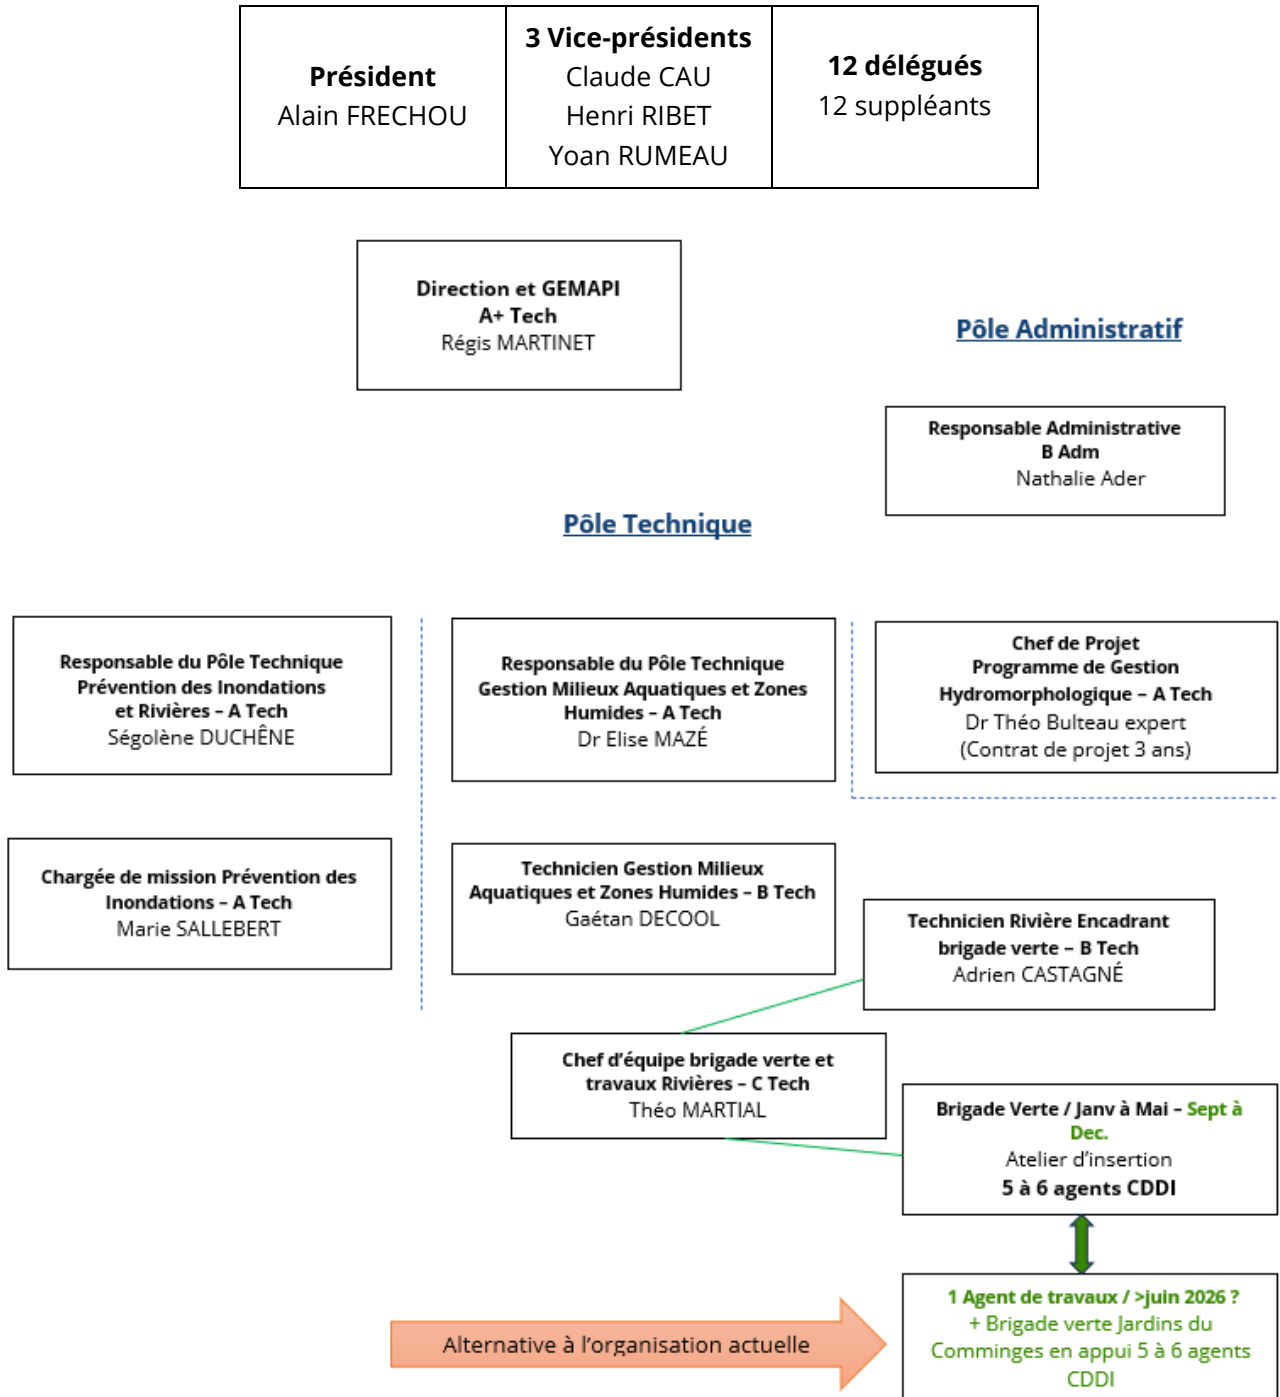 Président
Alain FRECHOU
3 Vice-présidents
Claude CAU
Henri RIBET
Yoan RUMEAU
12 délégués
12 suppléants
Direction et GEMAPI
A+ Tech
Régis MARTINET
Pôle Administratif
Responsable Administrative
B Adm
Nathalie Ader
Pôle Technique
Responsable du Pôle Technique
Prévention des Inondations
et Rivières – A Tech
Ségolène DUCHÊNE
Responsable du Pôle Technique
Gestion Milieux Aquatiques et Zones
Humides – A Tech
Dr Elise MAZÉ
Chef de Projet
Programme de Gestion
Hydromorphologique – A Tech
Dr Théo Bulteau expert
(Contrat de projet 3 ans)
Chargée de mission Prévention des
Inondations – A Tech
Marie SALLEBERT
Technicien Gestion Milieux
Aquatiques et Zones Humides – B Tech
Gaétan DECOOL
Technicien Rivière Encadrant
brigade verte – B Tech
Adrien CASTAGNÉ
Chef d'équipe brigade verte et
travaux Rivières – C Tech
Théo MARTIAL
Brigade Verte / Janv à Mai – Sept à
Dec.
Atelier d'insertion
5 à 6 agents CDDI
Alternative à l'organisation actuelle
1 Agent de travaux / >juin 2026 ?
+ Brigade verte Jardins du
Comminges en appui 5 à 6 agents
CDDI